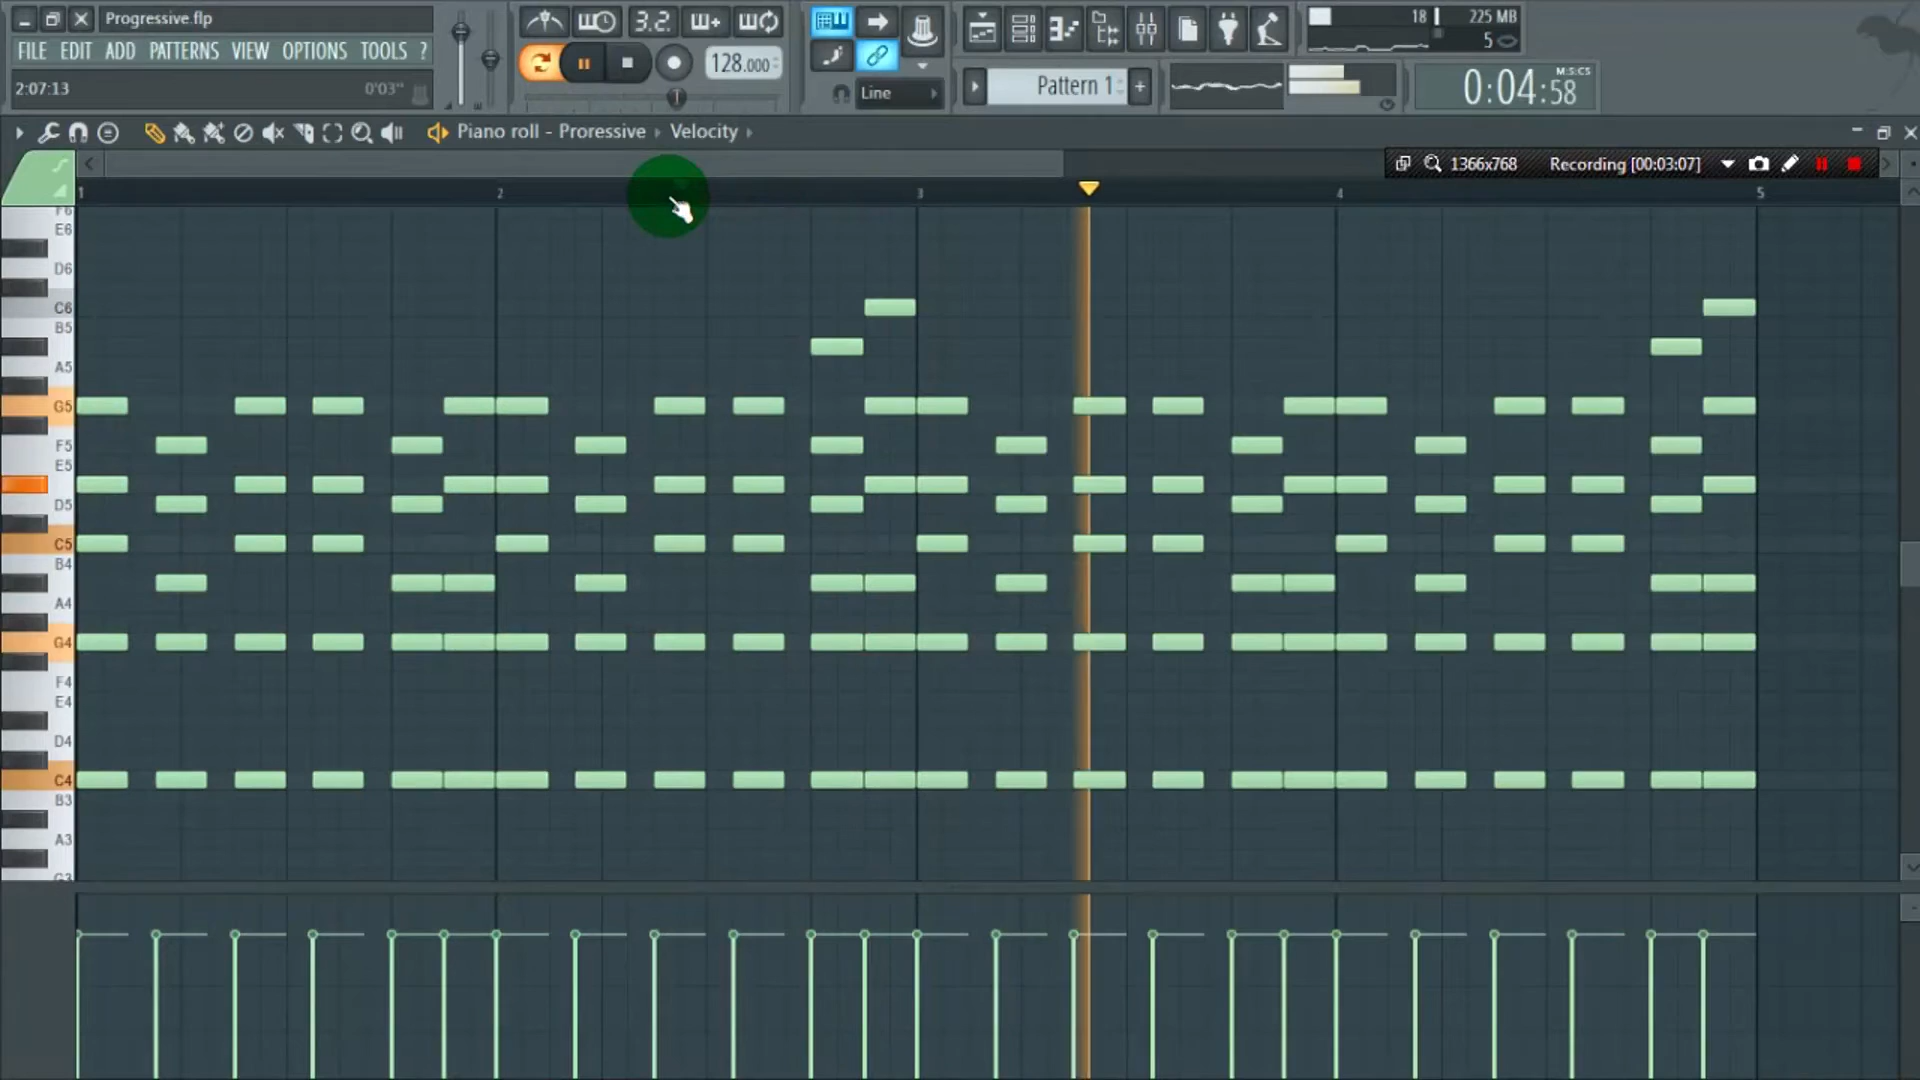 Progressive.flp
FILE EDIT ADD PATTERNS VIEW OPTIONS TOOLS ?
2:07:13 0'03"
3.2.
128.000
Line
Pattern 1
18 225 MB
5
0:04:58 M:S:CS
Piano roll - Proressive Velocity
1366x768 Recording [00:03:07]
1 2 3 4 5
F6
E6
D6
C6
B5
A5
G5
F5
E5
D5
C5
B4
A4
G4
F4
E4
D4
C4
B3
A3
G3